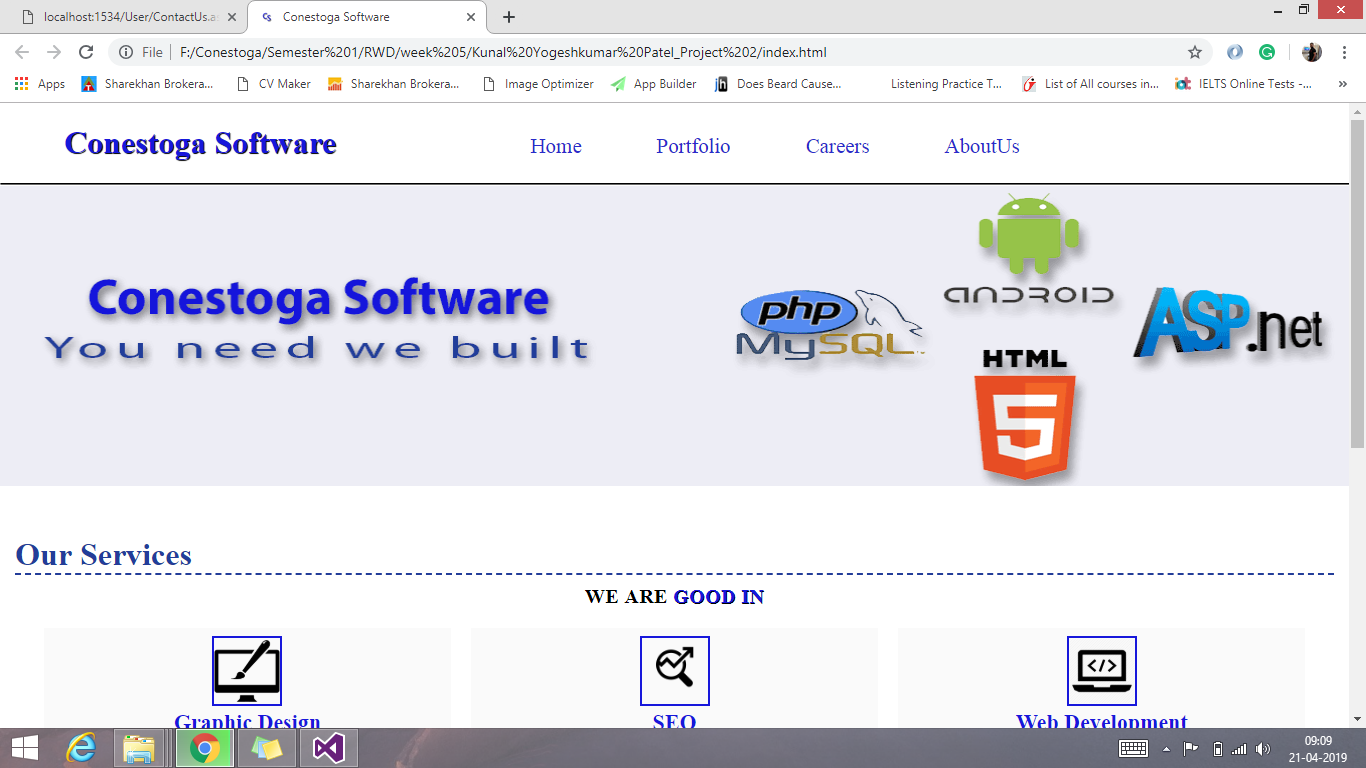 localhost:1534/User/ContactUs.as
Conestoga Software
File F:/Conestoga/Semester%201/RWD/week%205/Kunal%20Yogeshkumar%20Patel_Project%202/index.html
Apps Sharekhan Brokera... CV Maker Sharekhan Brokera... Image Optimizer App Builder Does Beard Cause... Listening Practice T... List of All courses in... IELTS Online Tests -... »
Conestoga Software
Home Portfolio Careers AboutUs
Conestoga Software
You need we built
php
MySQL
ANDROID
ASP.net
HTML
5
Our Services
WE ARE GOOD IN
</>
Graphic Design SEO Web Development
09:09
21-04-2019